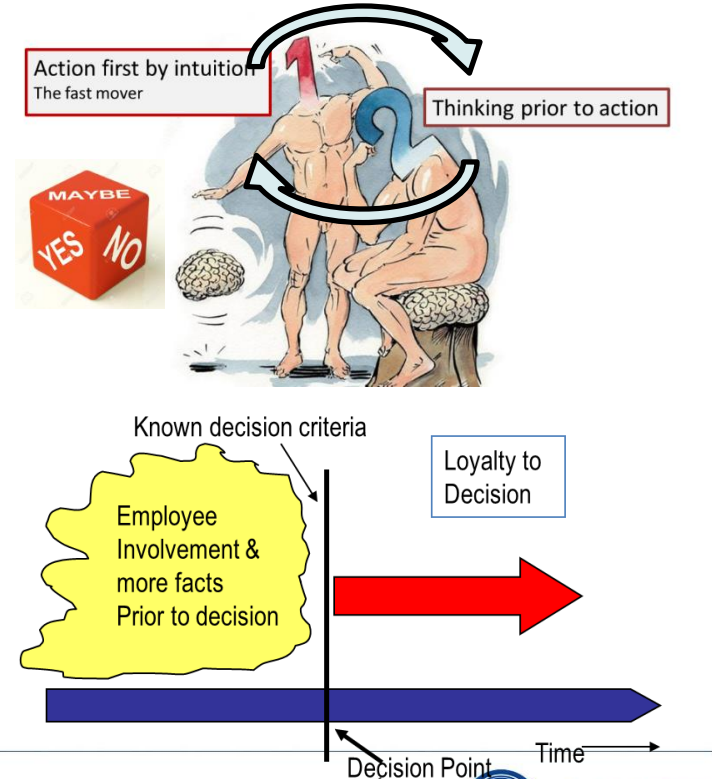 Action first by intuition
The fast mover
1
2
Thinking prior to action
MAYBE
YES
NO
Known decision criteria
Loyalty to
Decision
Employee
Involvement &
more facts
Prior to decision
Time
Decision Point